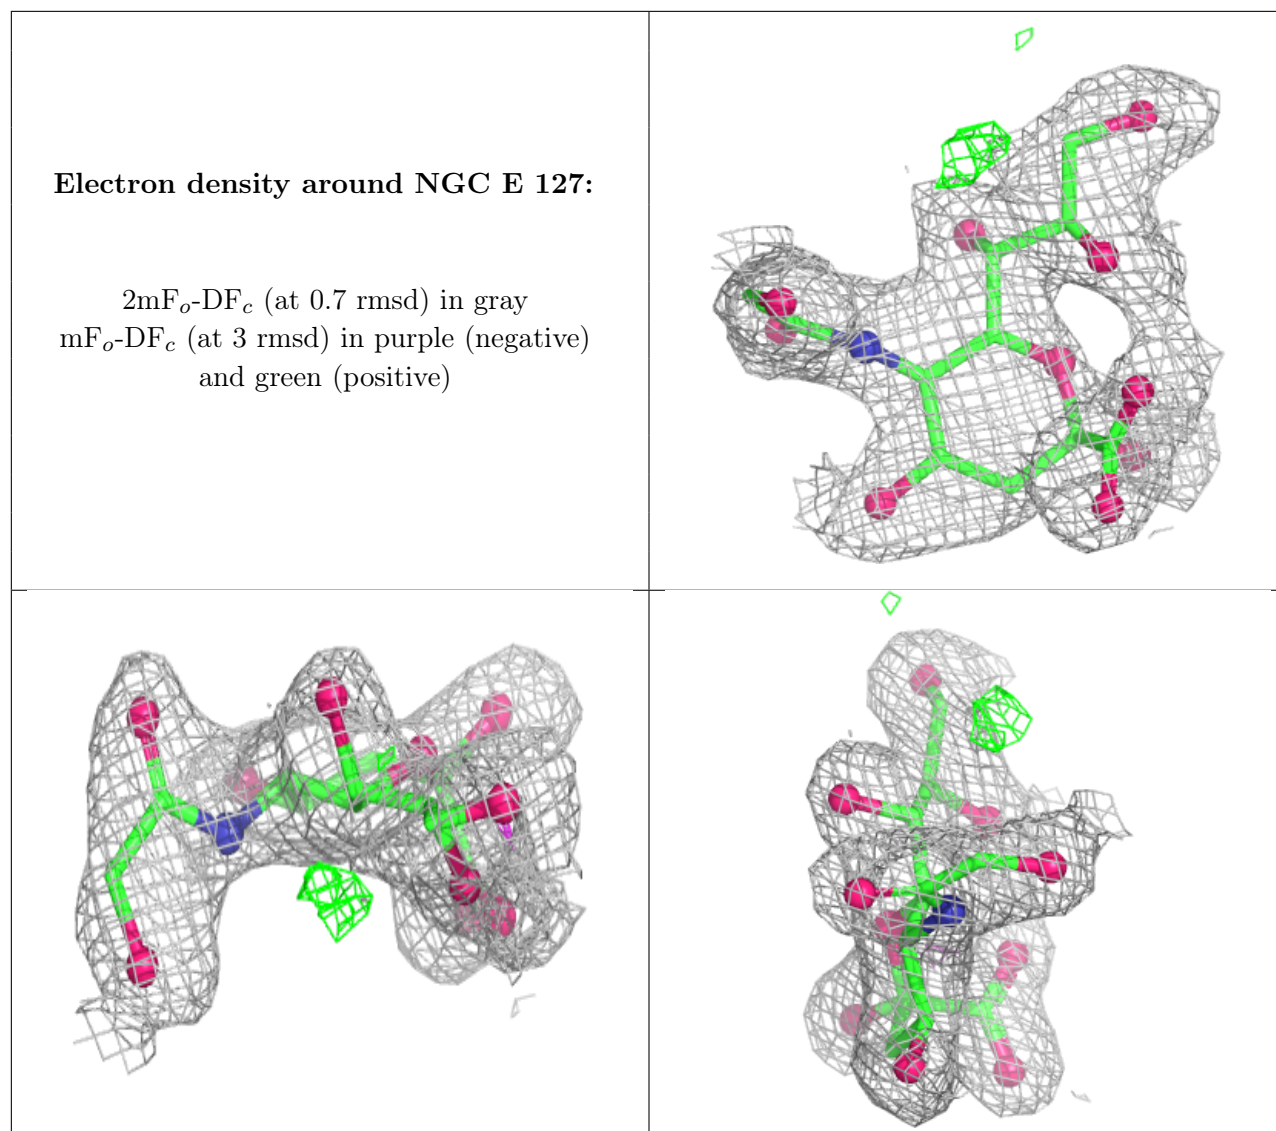 Electron density around NGC E 127:
2mFo-DFc (at 0.7 rmsd) in gray
mFo-DFc (at 3 rmsd) in purple (negative)
and green (positive)